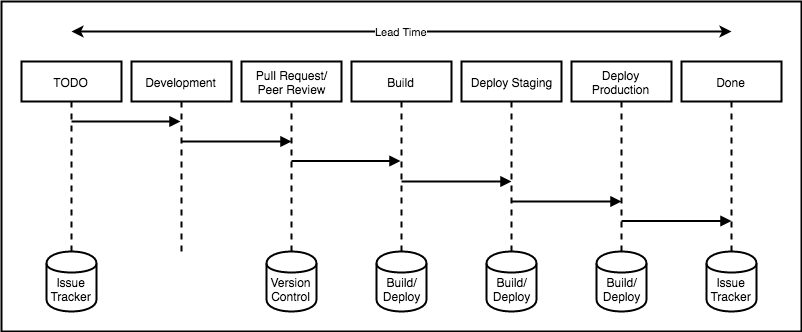 Lead Time
TODO
Development
Pull Request/
Peer Review
Build
Deploy Staging
Deploy
Production
Done
Issue
Tracker
Version
Control
Build/
Deploy
Build/
Deploy
Build/
Deploy
Issue
Tracker